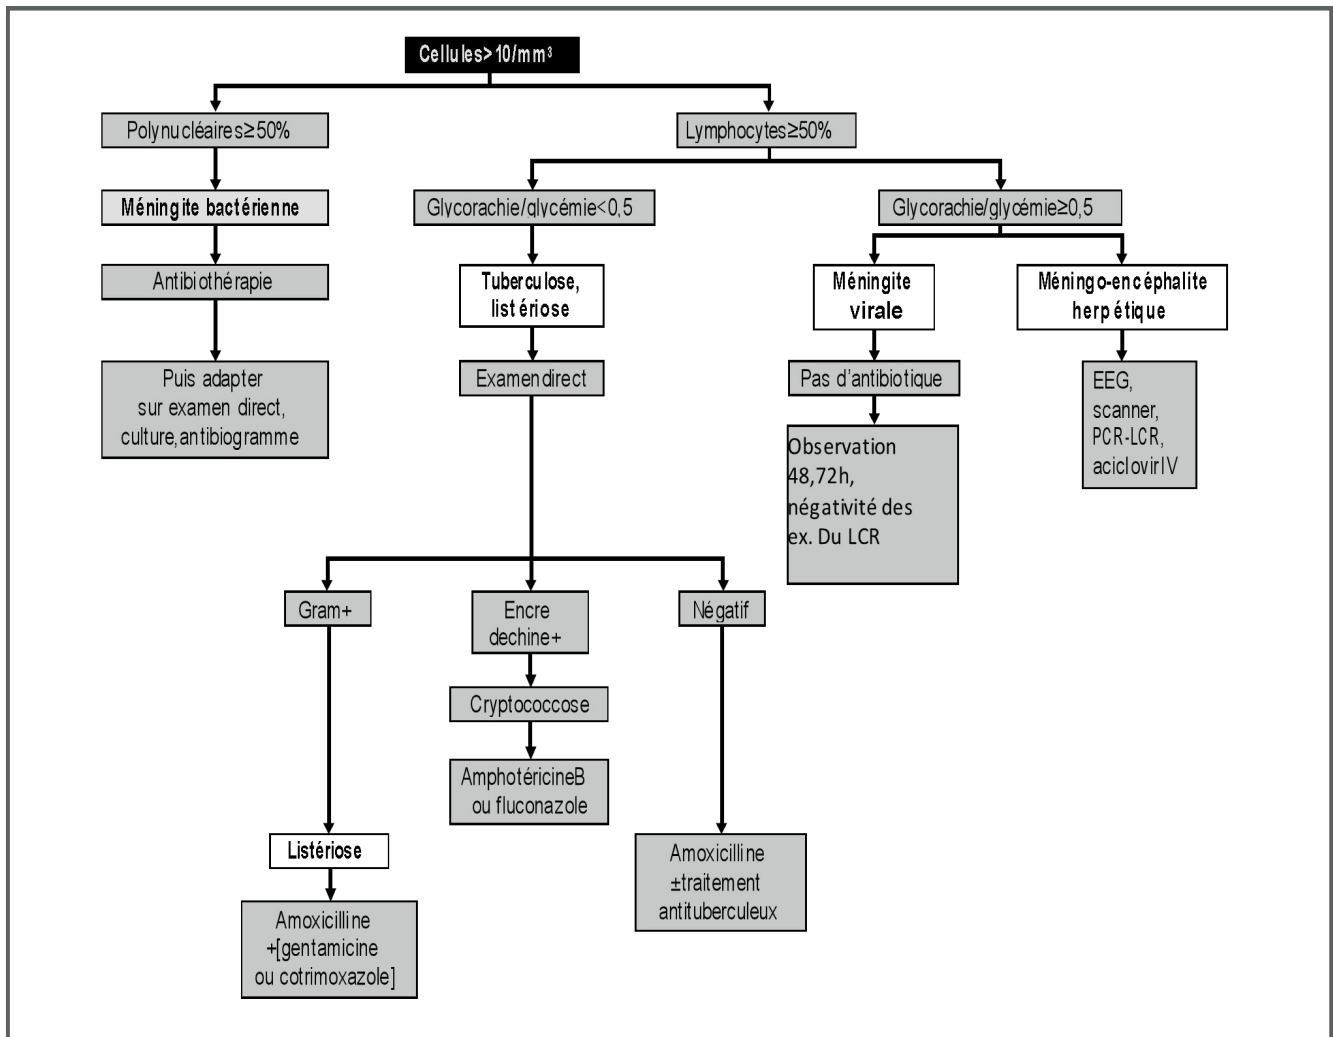 Cellules>10/mm³
Polynucléaires≥50%
Lymphocytes≥50%
Méningite bactérienne
Glycorachie/glycémie<0,5
Glycorachie/glycémie≥0,5
Antibiothérapie
Tuberculose,
listériose
Méningite
virale
Méningo-encéphalite
herpétique
Puis adapter
sur examen direct,
culture,antibiogramme
Examendirect
Pas d'antibiotique
EEG,
scanner,
PCR-LCR,
aciclovirIV
Observation
48,72h,
négativité des
ex. Du LCR
Gram+
Encre
dechine+
Négatif
Cryptococcose
AmphotéricineB
ou fluconazole
Listériose
Amoxicilline
±traitement
antituberculeux
Amoxicilline
+[gentamicine
ou cotrimoxazole]